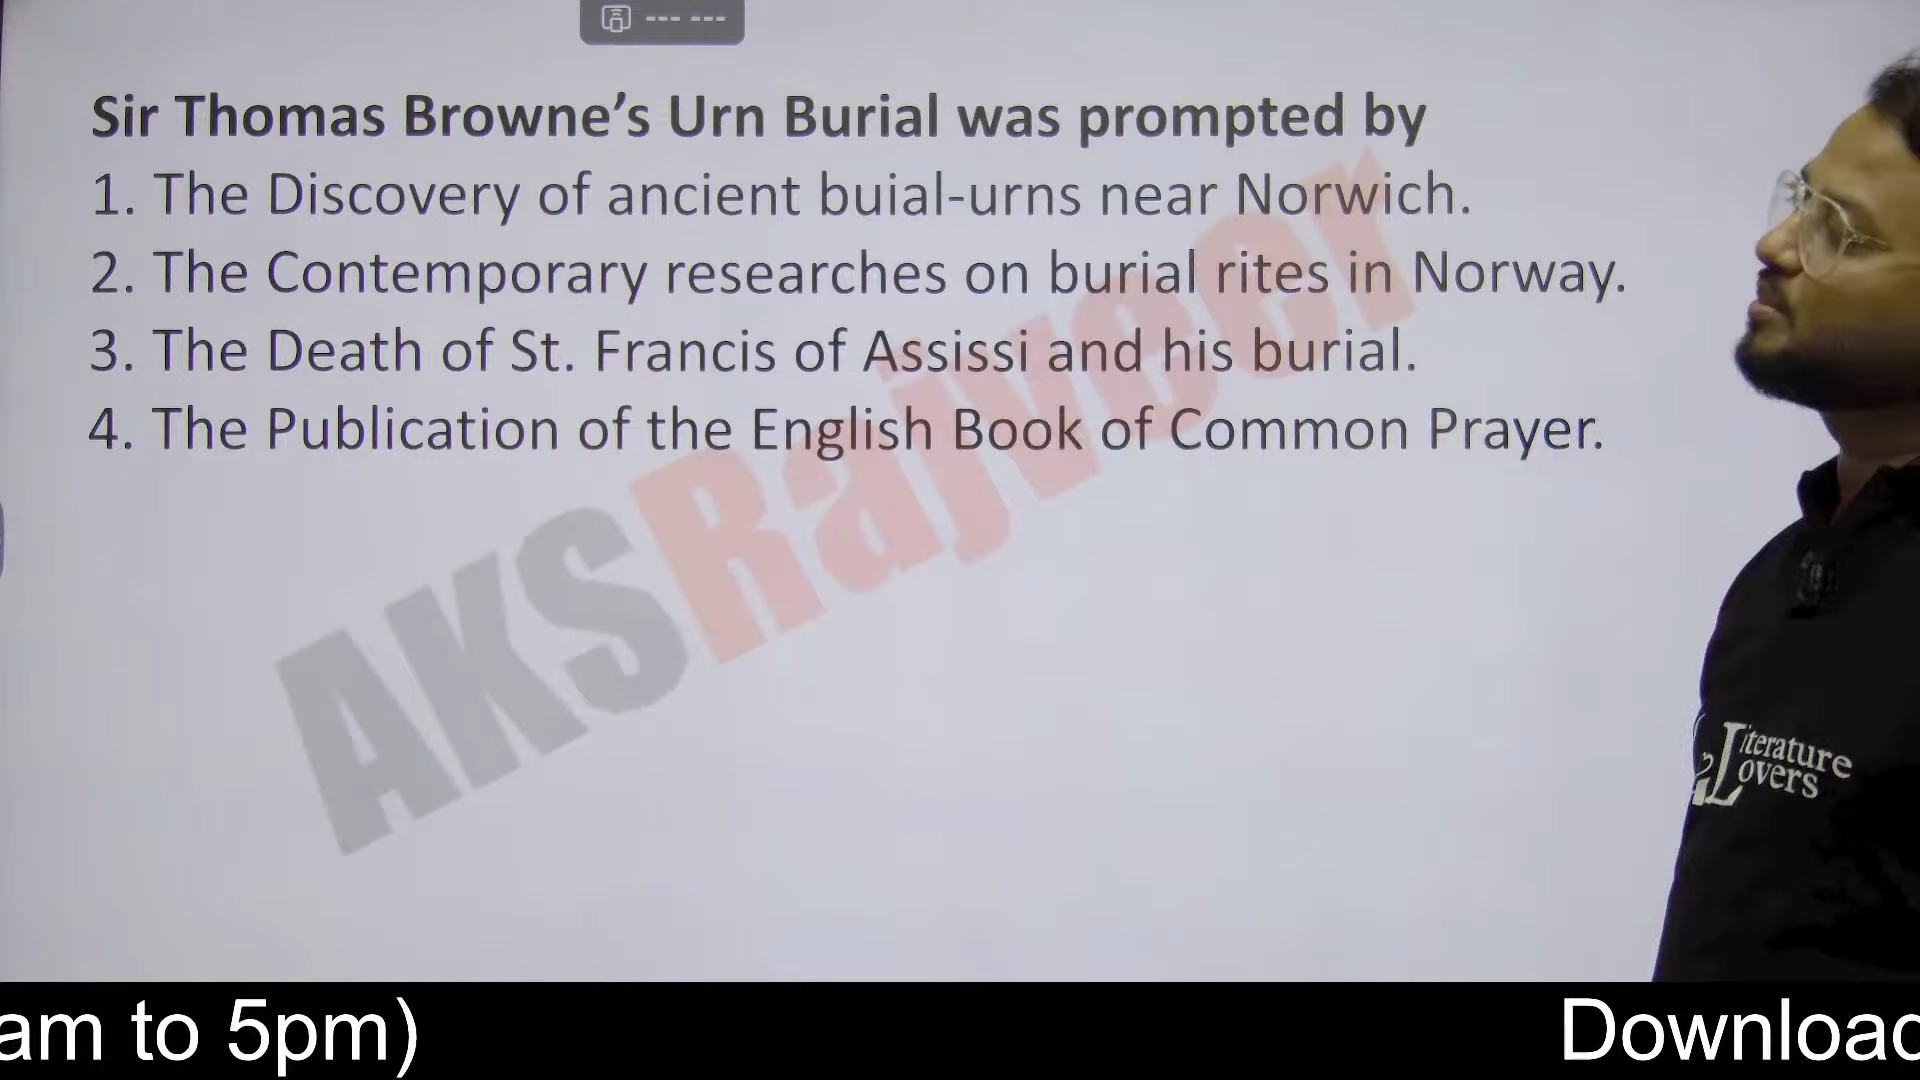 --- ---
Sir Thomas Browne’s Urn Burial was prompted by
1. The Discovery of ancient buial-urns near Norwich.
2. The Contemporary researches on burial rites in Norway.
3. The Death of St. Francis of Assissi and his burial.
4. The Publication of the English Book of Common Prayer.
AKSRajveer
Literature
Lovers
am to 5pm)
Download